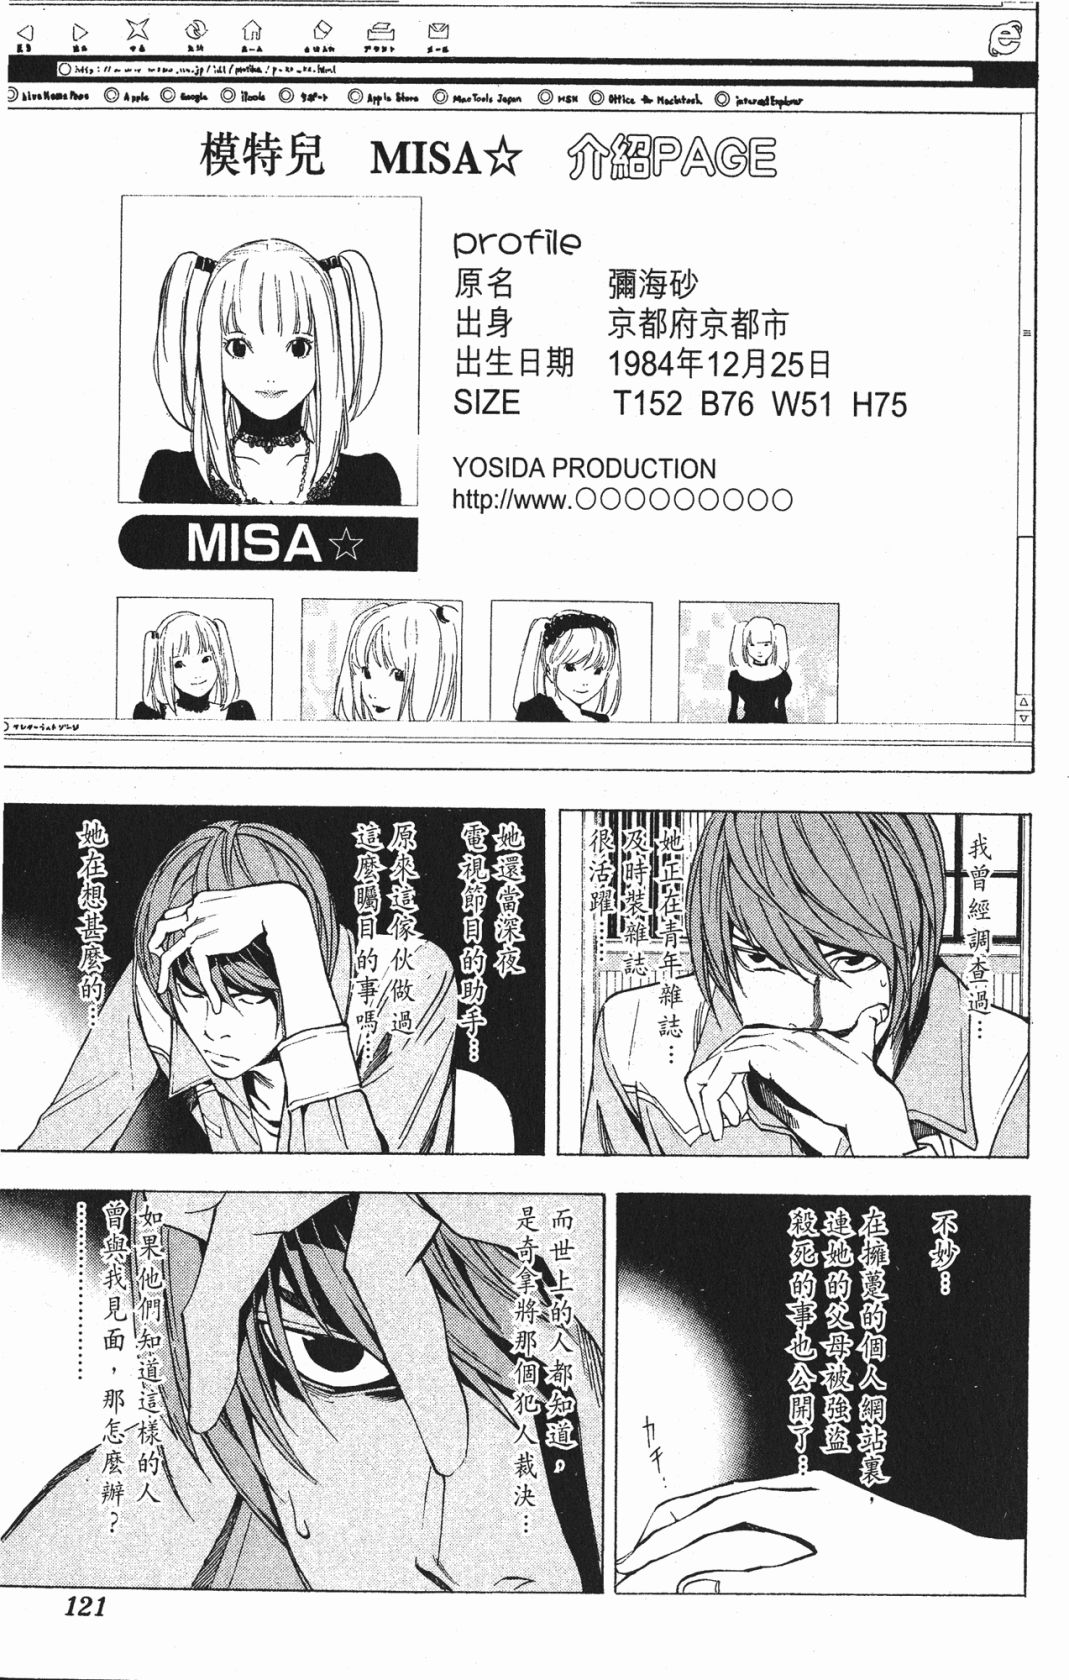 模特兒　MISA☆　介紹PAGE
profile
原名　彌海砂
出身　京都府京都市
出生日期　1984年12月25日
SIZE　T152 B76 W51 H75
YOSIDA PRODUCTION
http://www.○○○○○○○○○
MISA☆
我曾經調查過…
她正在青年雜誌…
及時裝雜誌
很活躍……
她還當深夜
電視節目的助手…
原來這傢伙做過
這麼矚目的事嗎…
她在想甚麼的…
不妙…
在擁躉的個人網站裏，
連她的父母被強盜
殺死的事也公開了…
カチ
而世上的人都知道，
是奇拿將那個犯人裁決…
如果他們知道這樣的人
曾與我見面，那怎麼辦？
………………
121